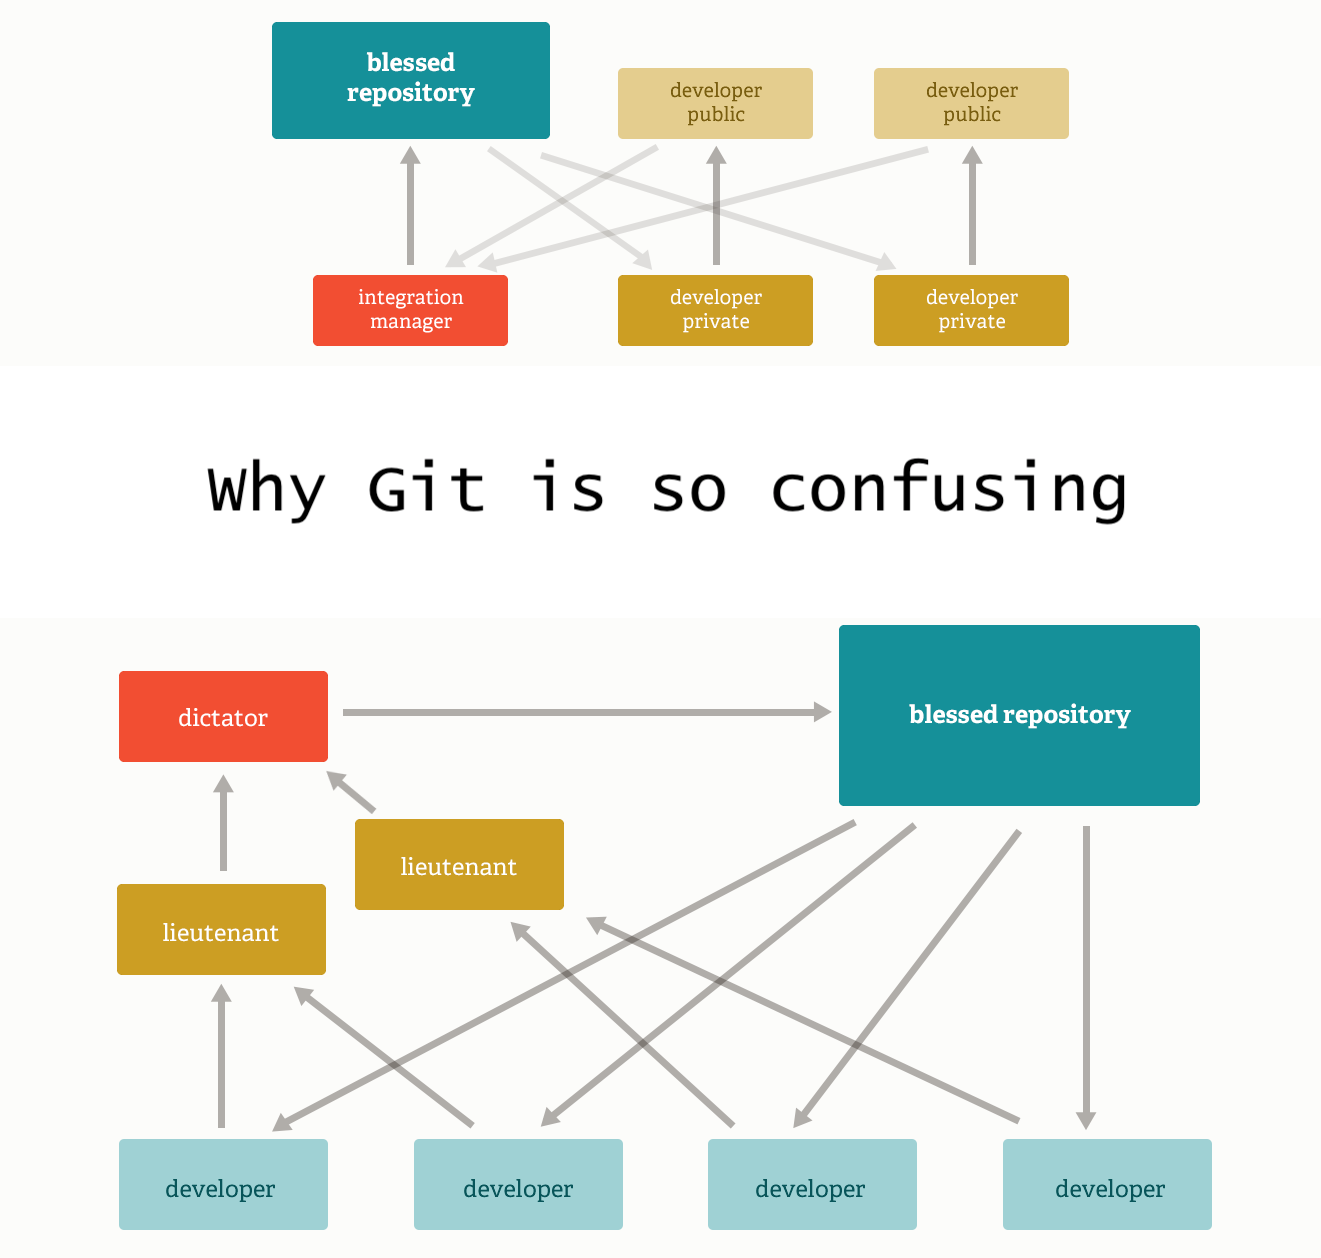 blessed
repository
developer
public
developer
public
integration
manager
developer
private
developer
private
Why Git is so confusing
dictator
blessed repository
lieutenant
lieutenant
developer
developer
developer
developer